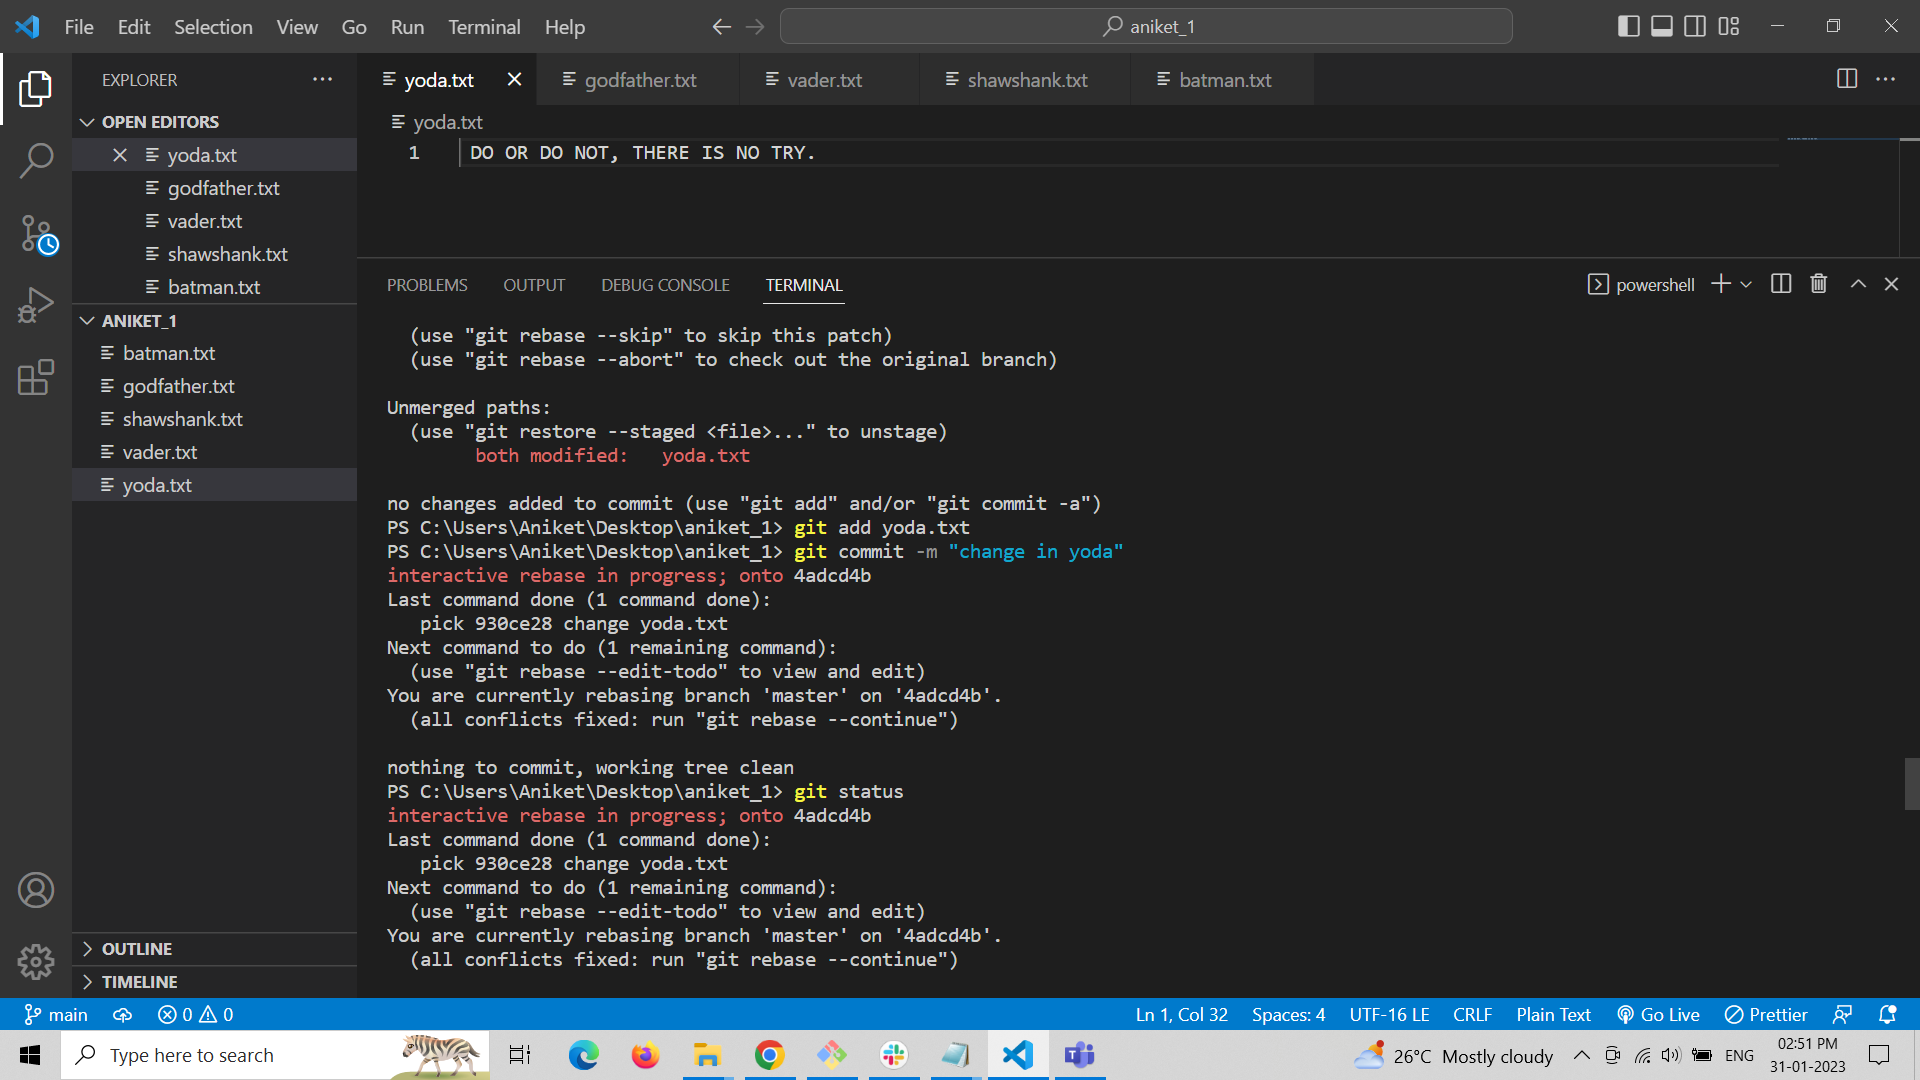 File Edit Selection View Go Run Terminal Help
aniket_1
EXPLORER
OPEN EDITORS
yoda.txt
godfather.txt
vader.txt
shawshank.txt
batman.txt
ANIKET_1
batman.txt
godfather.txt
shawshank.txt
vader.txt
yoda.txt
OUTLINE
TIMELINE
yoda.txt godfather.txt vader.txt shawshank.txt batman.txt
yoda.txt
1 DO OR DO NOT, THERE IS NO TRY.
PROBLEMS OUTPUT DEBUG CONSOLE TERMINAL powershell
(use "git rebase --skip" to skip this patch)
(use "git rebase --abort" to check out the original branch)
Unmerged paths:
(use "git restore --staged <file>..." to unstage)
both modified: yoda.txt
no changes added to commit (use "git add" and/or "git commit -a")
PS C:\Users\Aniket\Desktop\aniket_1> git add yoda.txt
PS C:\Users\Aniket\Desktop\aniket_1> git commit -m "change in yoda"
interactive rebase in progress; onto 4adcd4b
Last command done (1 command done):
pick 930ce28 change yoda.txt
Next command to do (1 remaining command):
(use "git rebase --edit-todo" to view and edit)
You are currently rebasing branch 'master' on '4adcd4b'.
(all conflicts fixed: run "git rebase --continue")
nothing to commit, working tree clean
PS C:\Users\Aniket\Desktop\aniket_1> git status
interactive rebase in progress; onto 4adcd4b
Last command done (1 command done):
pick 930ce28 change yoda.txt
Next command to do (1 remaining command):
(use "git rebase --edit-todo" to view and edit)
You are currently rebasing branch 'master' on '4adcd4b'.
(all conflicts fixed: run "git rebase --continue")
main 0 0 Ln 1, Col 32 Spaces: 4 UTF-16 LE CRLF Plain Text Go Live Prettier
Type here to search 26°C Mostly cloudy ENG 02:51 PM
31-01-2023